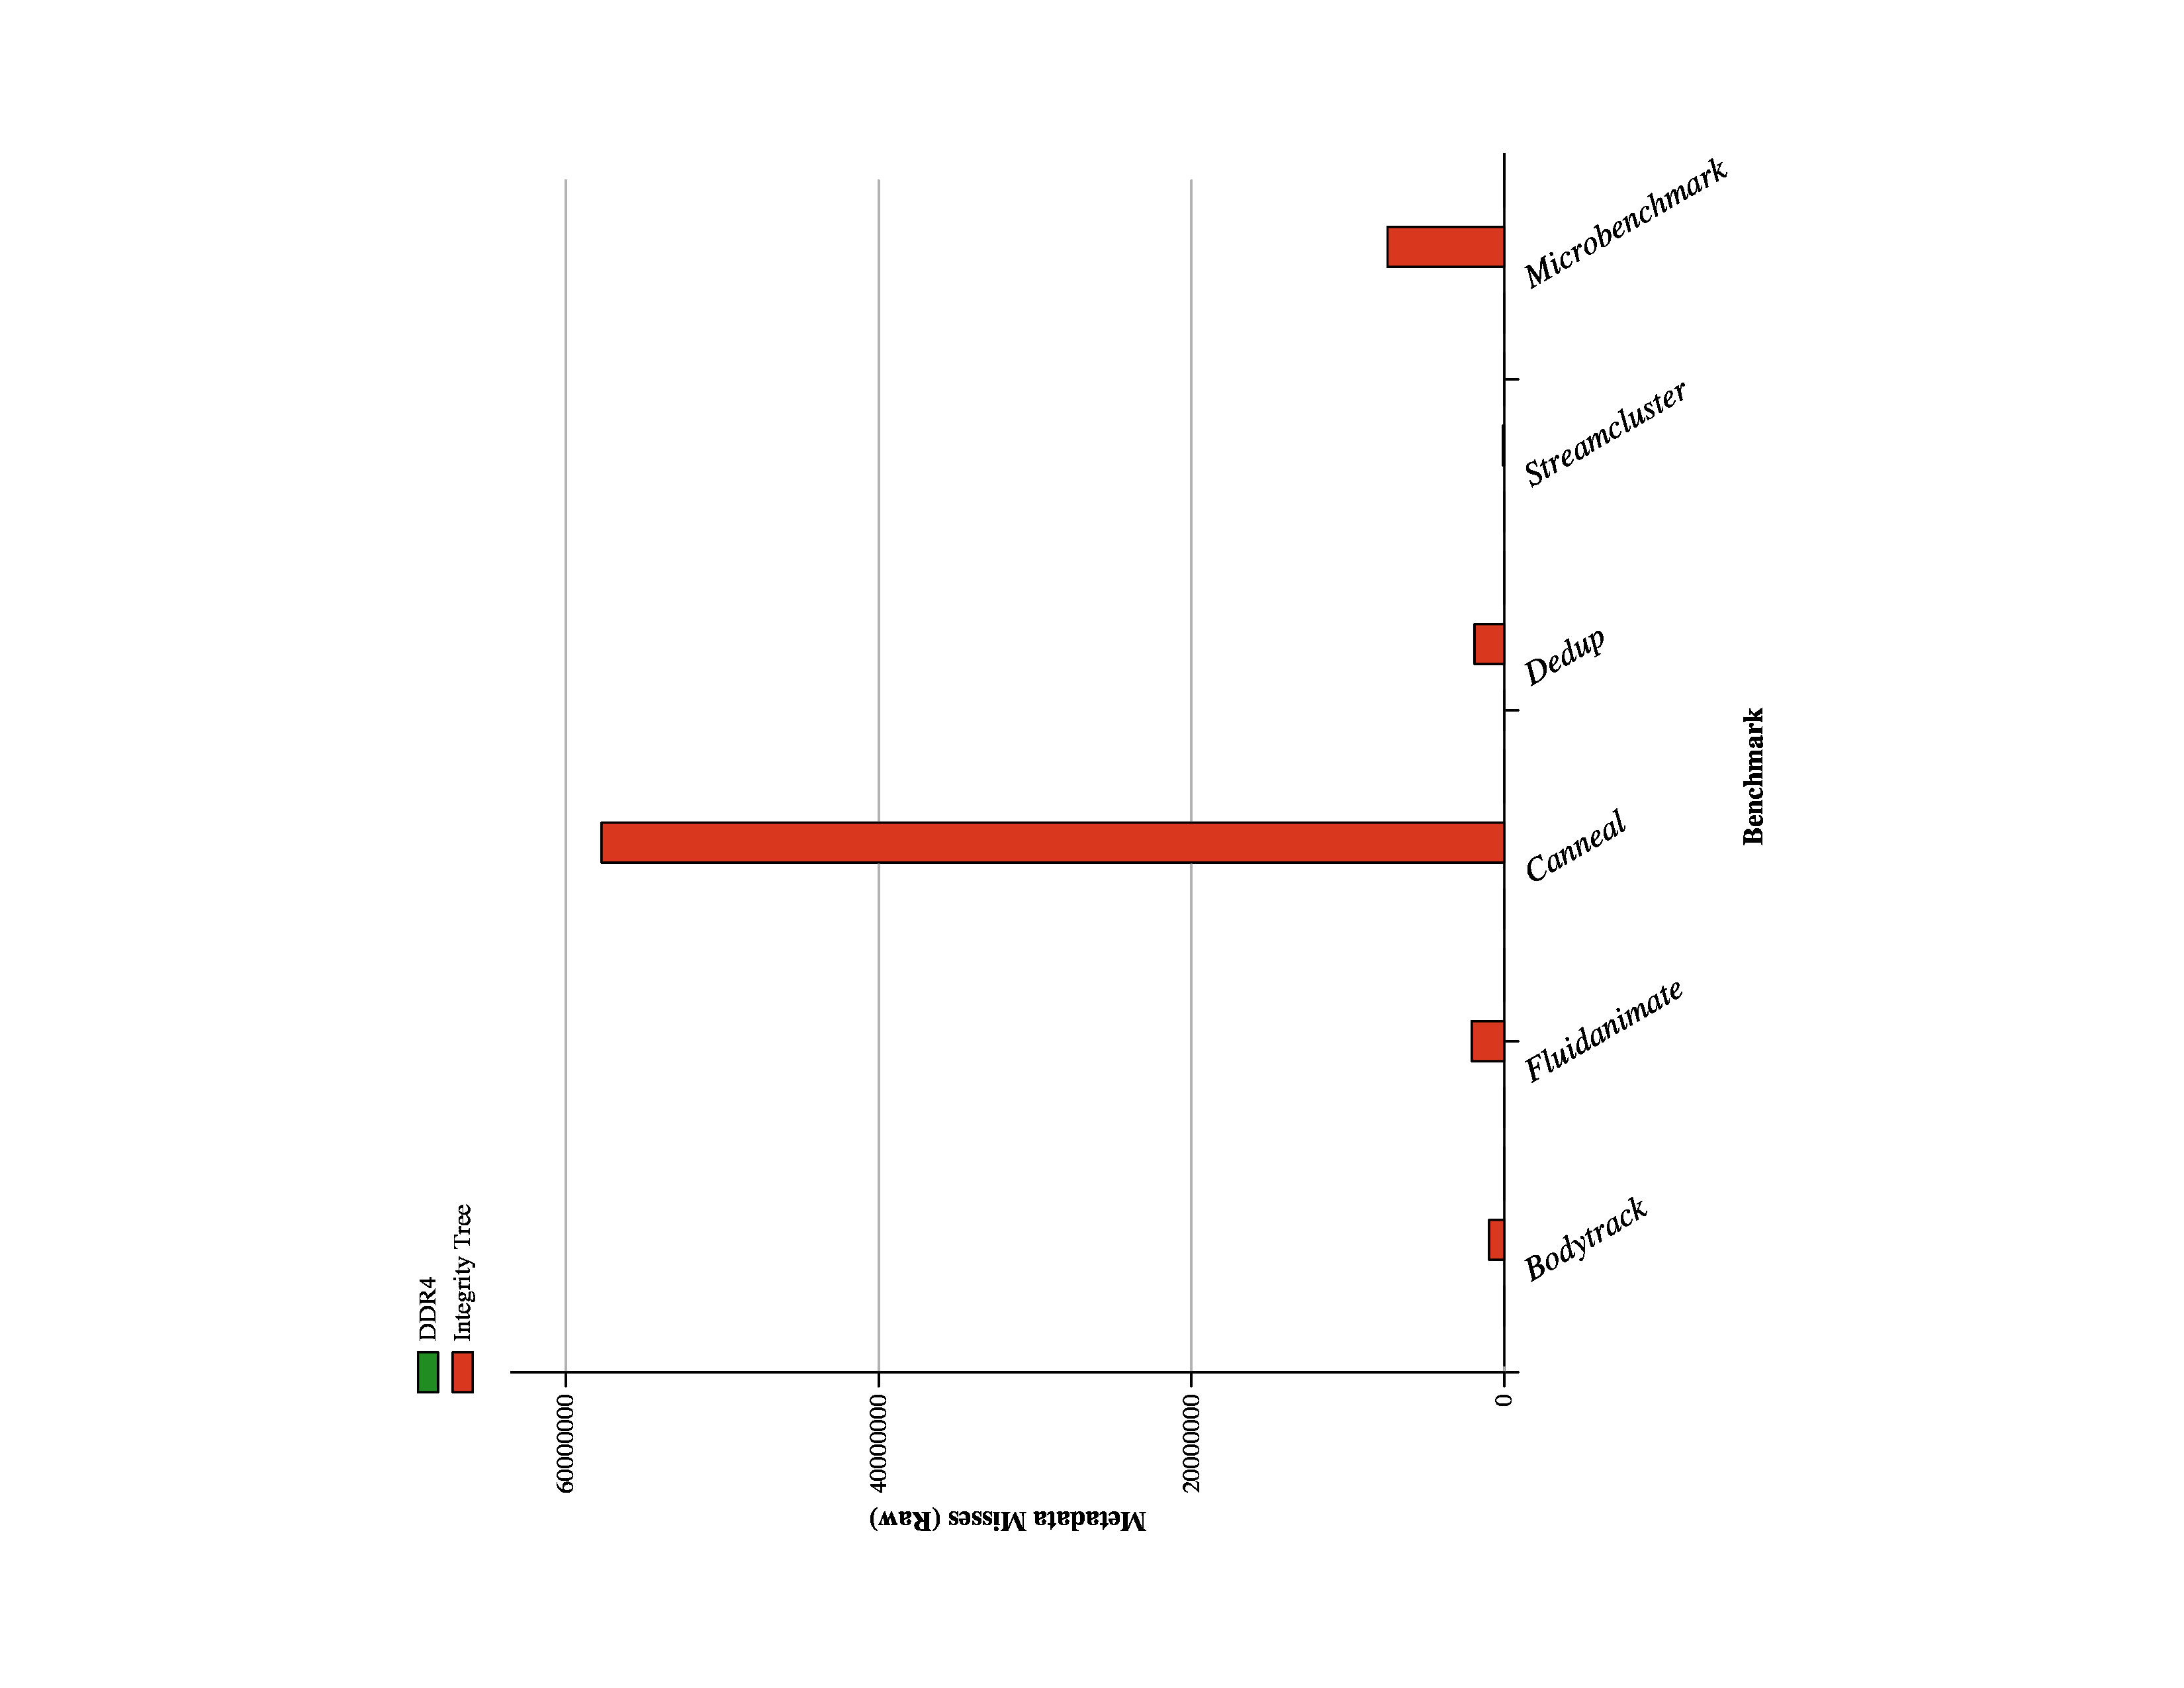 DDR4
Integrity Tree
60000000
40000000
20000000
0
Metadata Misses (Raw)
Bodytrack
Fluidanimate
Canneal
Dedup
Streamcluster
Microbenchmark
Benchmark